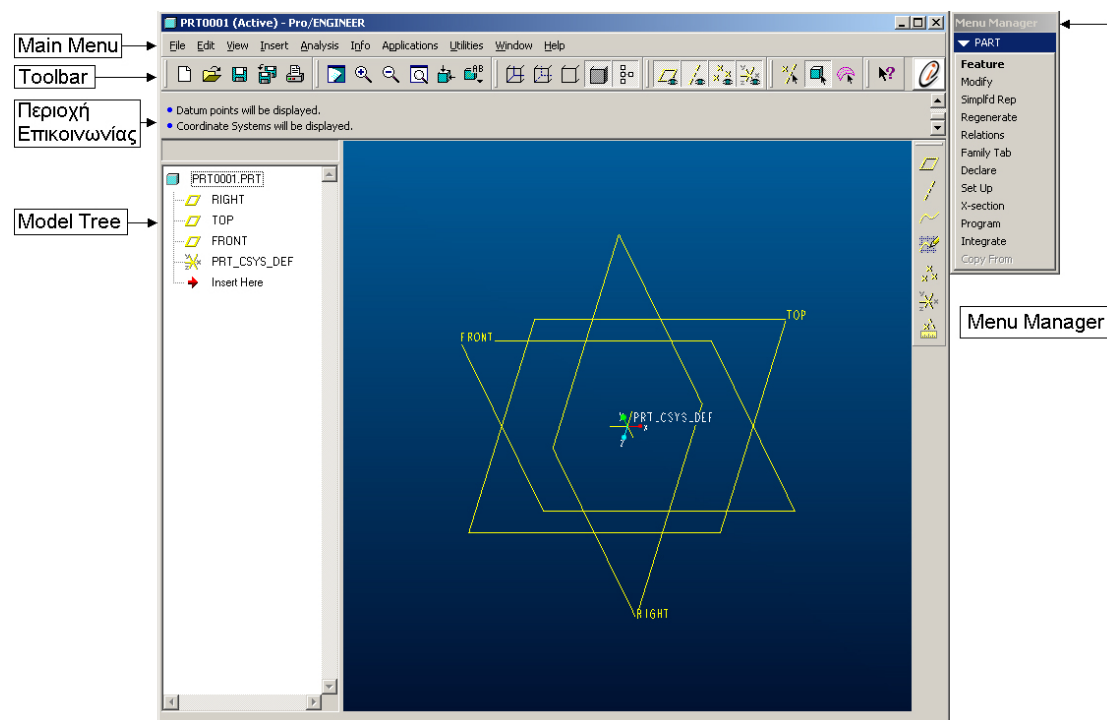 PRT0001 (Active) - Pro/ENGINEER
Main Menu
File Edit View Insert Analysis Info Applications Utilities Window Help
Toolbar
Περιοχή
Επικοινωνίας
• Datum points will be displayed.
• Coordinate Systems will be displayed.
Model Tree
PRT0001.PRT
RIGHT
TOP
FRONT
PRT_CSYS_DEF
Insert Here
TOP
FRONT
Y PRT_CSYS_DEF
X
Z
RIGHT
Menu Manager
PART
Feature
Modify
Simplfd Rep
Regenerate
Relations
Family Tab
Declare
Set Up
X-section
Program
Integrate
Copy From
Menu Manager